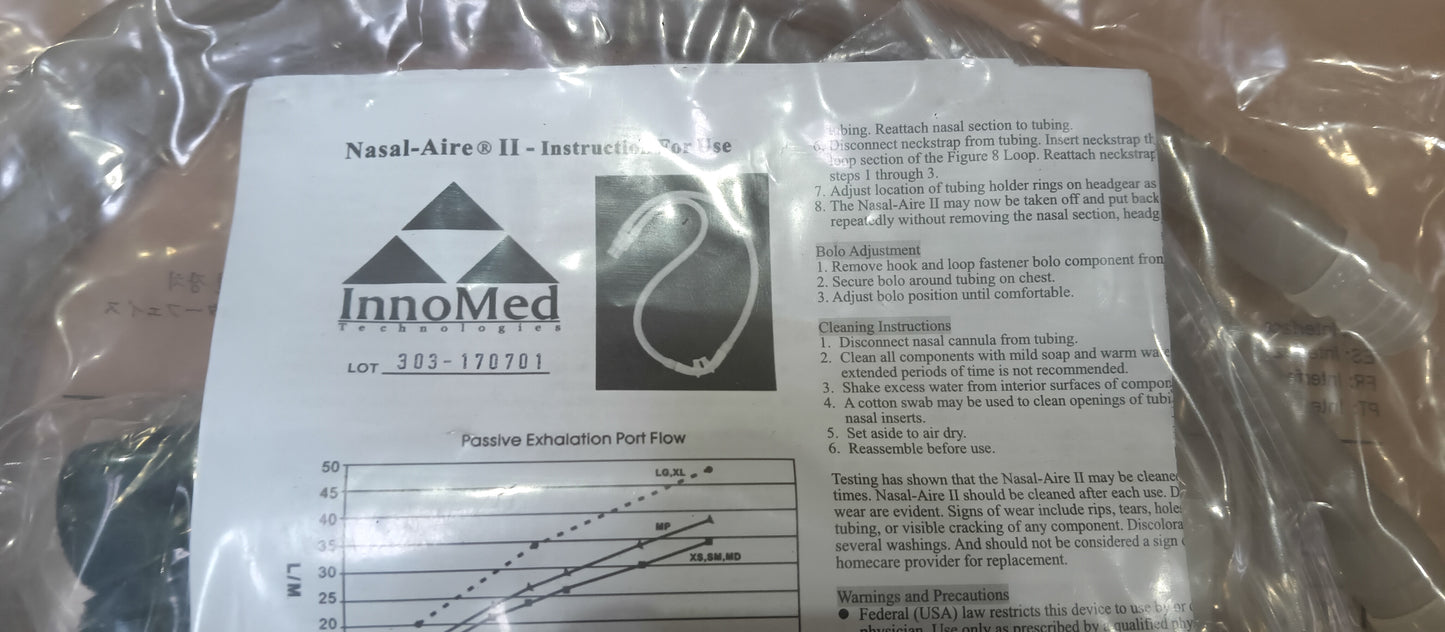 Nasal-Aire® II - Instruction For Use
InnoMed
Technologies
LOT 303-170701
Passive Exhalation Port Flow
50
45
40
35
30
25
20
L/M
LG,XL
MP
XS,SM,MD
tubing. Reattach nasal section to tubing.
6. Disconnect neckstrap from tubing. Insert neckstrap th
loop section of the Figure 8 Loop. Reattach neckstrap
steps 1 through 3.
7. Adjust location of tubing holder rings on headgear as
8. The Nasal-Aire II may now be taken off and put back
repeatedly without removing the nasal section, headg
Bolo Adjustment
1. Remove hook and loop fastener bolo component from
2. Secure bolo around tubing on chest.
3. Adjust bolo position until comfortable.
Cleaning Instructions
1. Disconnect nasal cannula from tubing.
2. Clean all components with mild soap and warm wa
extended periods of time is not recommended.
3. Shake excess water from interior surfaces of compon
4. A cotton swab may be used to clean openings of tubi
nasal inserts.
5. Set aside to air dry.
6. Reassemble before use.
Testing has shown that the Nasal-Aire II may be cleaned
times. Nasal-Aire II should be cleaned after each use. D
wear are evident. Signs of wear include rips, tears, hole
tubing, or visible cracking of any component. Discolora
several washings. And should not be considered a sign
homecare provider for replacement.
Warnings and Precautions
● Federal (USA) law restricts this device to use by or
physician. Use only as prescribed by a qualified phy